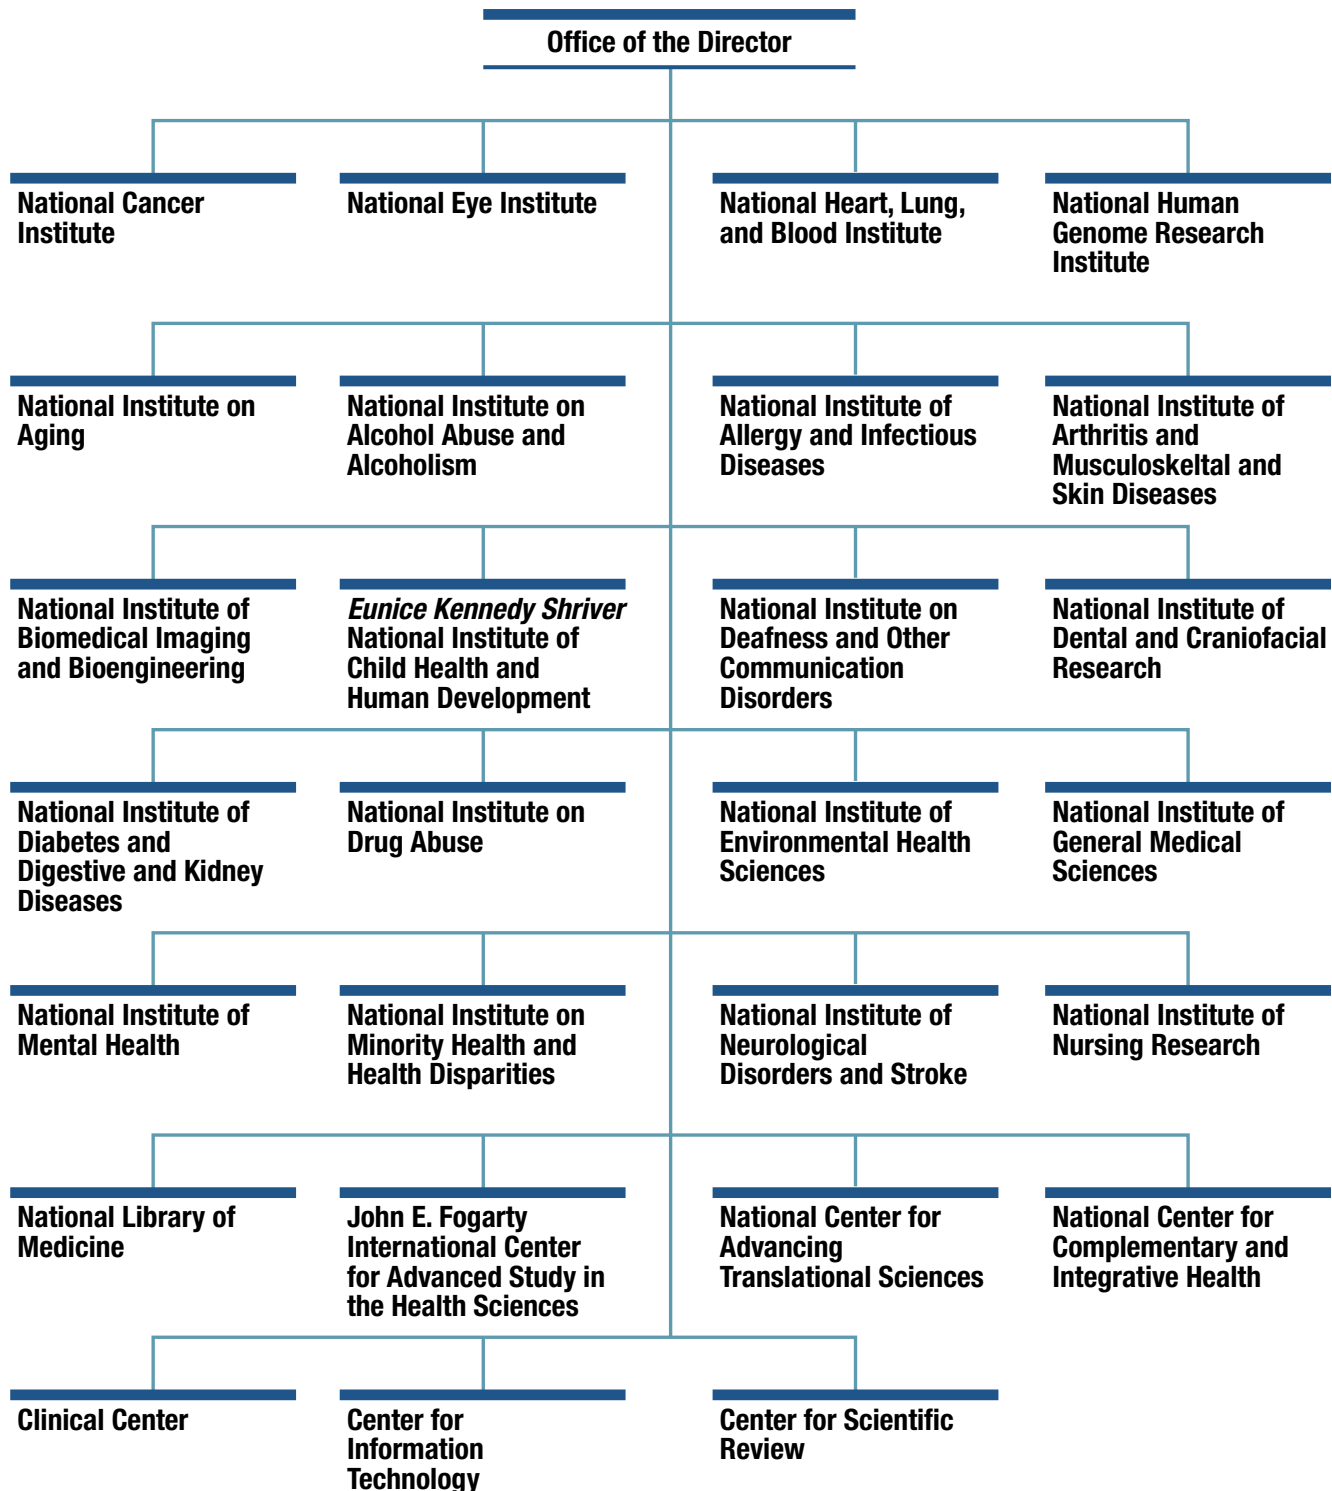 Office of the Director
National Cancer
Institute
National Eye Institute
National Heart, Lung,
and Blood Institute
National Human
Genome Research
Institute
National Institute on
Aging
National Institute on
Alcohol Abuse and
Alcoholism
National Institute of
Allergy and Infectious
Diseases
National Institute of
Arthritis and
Musculoskeltal and
Skin Diseases
National Institute of
Biomedical Imaging
and Bioengineering
Eunice Kennedy Shriver
National Institute of
Child Health and
Human Development
National Institute on
Deafness and Other
Communication
Disorders
National Institute of
Dental and Craniofacial
Research
National Institute of
Diabetes and
Digestive and Kidney
Diseases
National Institute on
Drug Abuse
National Institute of
Environmental Health
Sciences
National Institute of
General Medical
Sciences
National Institute of
Mental Health
National Institute on
Minority Health and
Health Disparities
National Institute of
Neurological
Disorders and Stroke
National Institute of
Nursing Research
National Library of
Medicine
John E. Fogarty
International Center
for Advanced Study in
the Health Sciences
National Center for
Advancing
Translational Sciences
National Center for
Complementary and
Integrative Health
Clinical Center
Center for
Information
Technology
Center for Scientific
Review